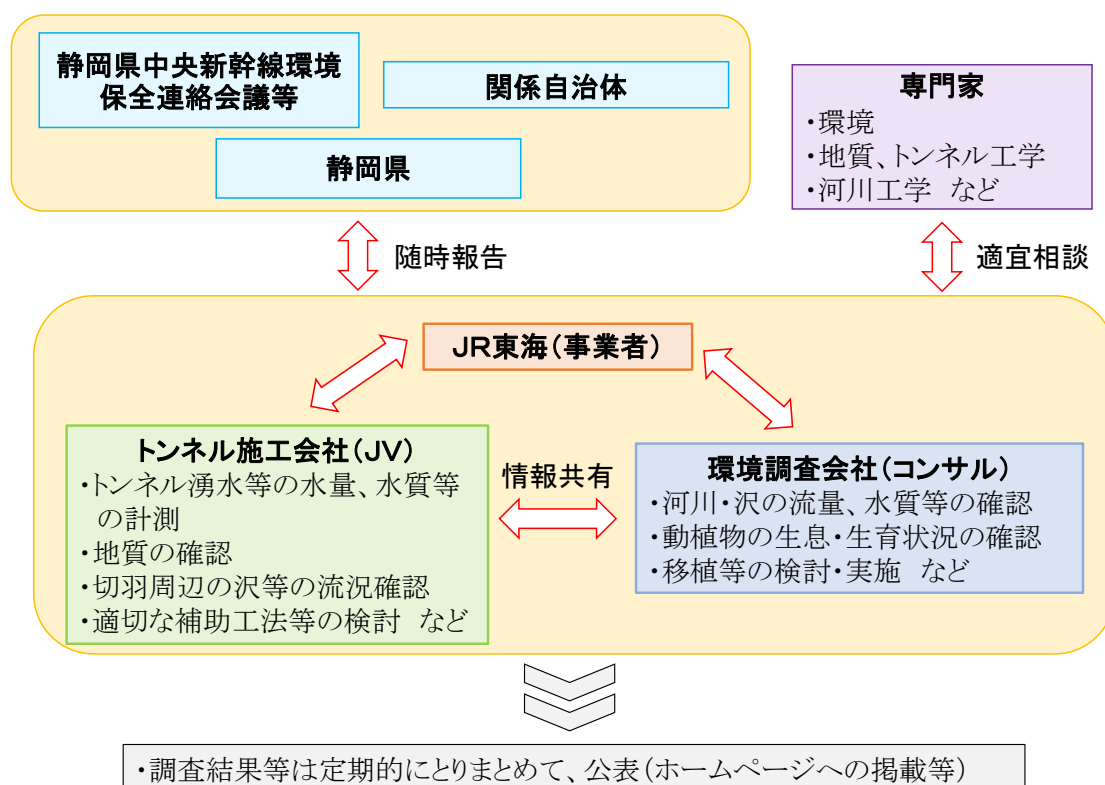 静岡県中央新幹線環境
保全連絡会議等
関係自治体
静岡県
専門家
・環境
・地質、トンネル工学
・河川工学　など
随時報告
適宜相談
ＪＲ東海（事業者）
トンネル施工会社（ＪＶ）
・トンネル湧水等の水量、水質等
の計測
・地質の確認
・切羽周辺の沢等の流況確認
・適切な補助工法等の検討　など
情報共有
環境調査会社（コンサル）
・河川・沢の流量、水質等の確認
・動植物の生息・生育状況の確認
・移植等の検討・実施　など
・調査結果等は定期的にとりまとめて、公表（ホームページへの掲載等）